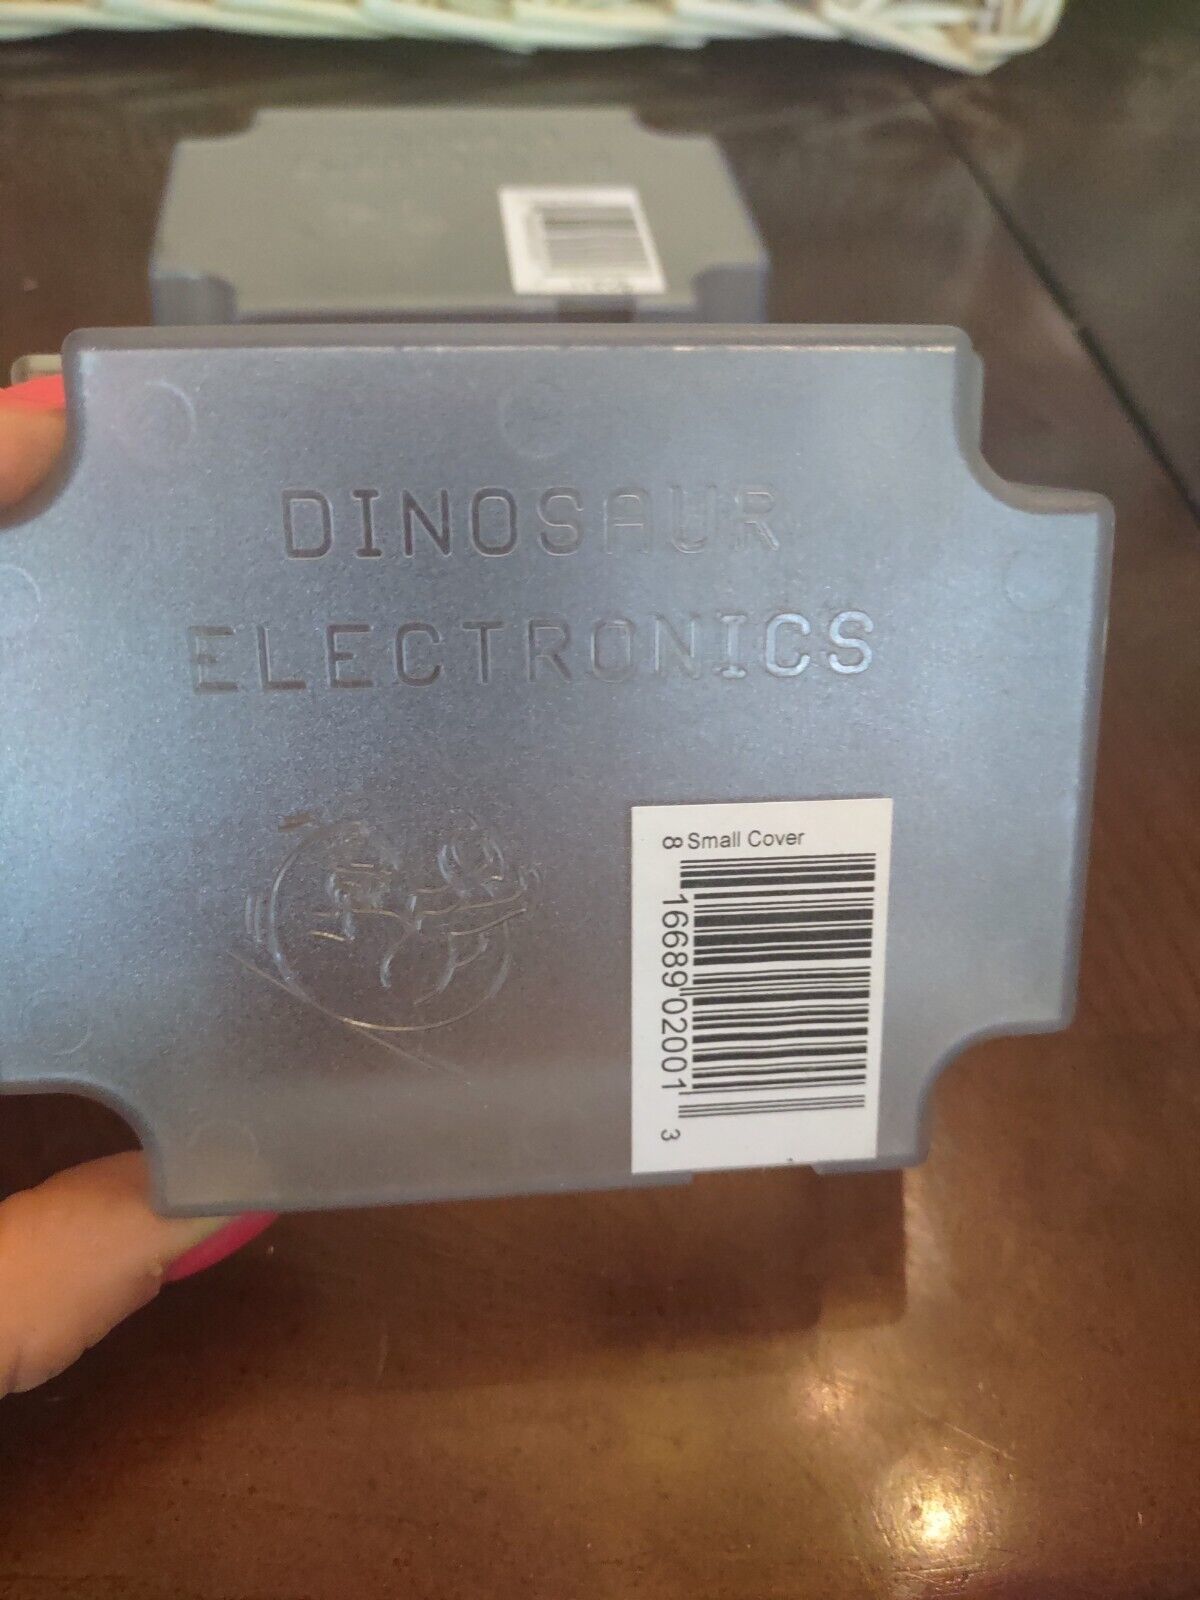 DINOSAUR
ELECTRONICS
Small Cover
8 16689 02001 3